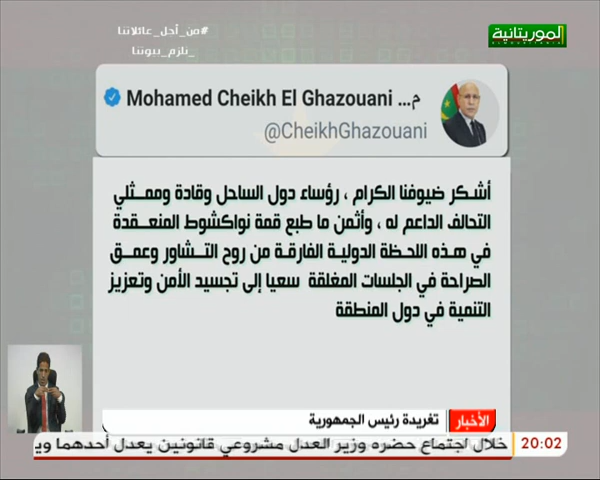 #من_أجل_عائلاتنا
_نلزم_بيوتنا
الموريتانية
Mohamed Cheikh El Ghazouani م...
@CheikhGhazouani
أشكر ضيوفنا الكرام ، رؤساء دول الساحل وقادة وممثلي
التحالف الداعم له ، وأثمن ما طبع قمة نواكشوط المنعقدة
في هذه اللحظة الدولية الفارقة من روح التشاور وعمق
الصراحة في الجلسات المغلقة سعيا إلى تجسيد الأمن وتعزيز
التنمية في دول المنطقة
الأخبار تغريدة رئيس الجمهورية
20:02 خلال اجتماع حضره وزير العدل مشروعي قانونين يعدل أحدهما وي